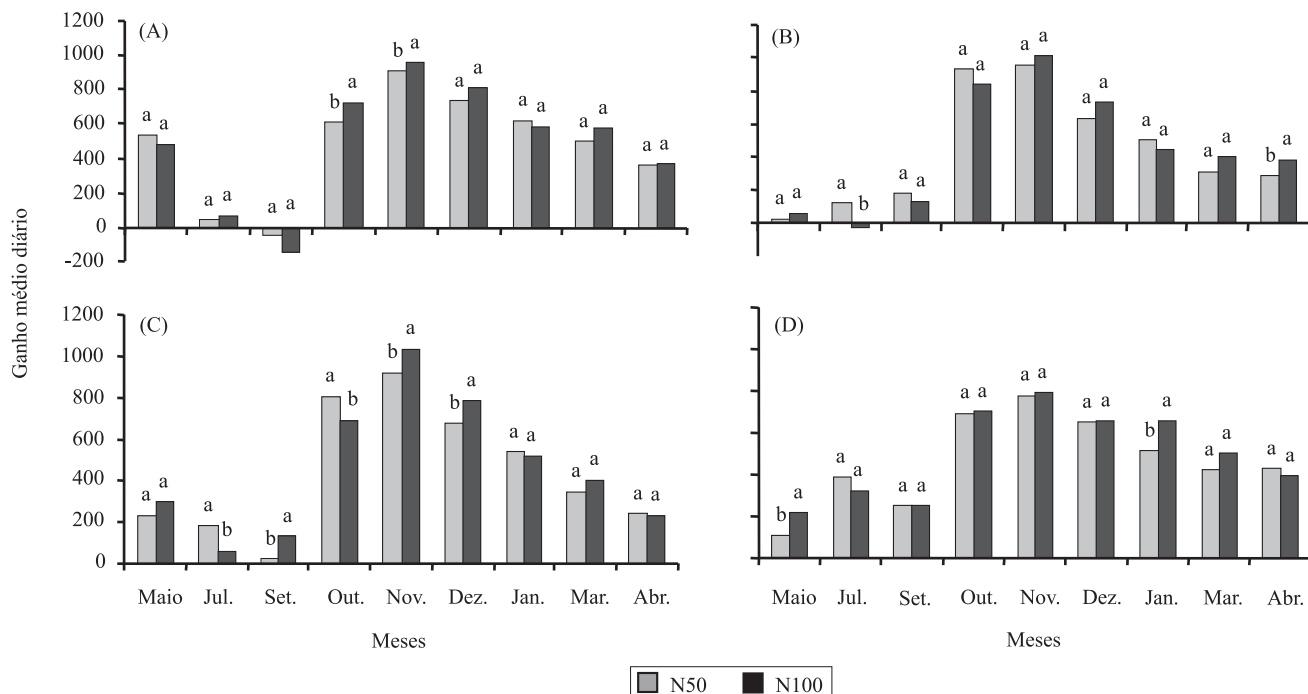 (A)
1200
1000
800
600
400
200
0
-200
a a
a a
a a
b a
b a
a a
a a
a a
a a
(B)
a a
a b
a a
a a
a a
a a
a a
a a
b a
Ganho médio diário
(C)
1200
1000
800
600
400
200
0
a a
a b
b a
a b
b a
b a
a a
a a
a a
Maio Jul. Set. Out. Nov. Dez. Jan. Mar. Abr.
Meses
(D)
b a
a a
a a
a a
a a
a a
b a
a a
a a
Maio Jul. Set. Out. Nov. Dez. Jan. Mar. Abr.
Meses
N50 N100